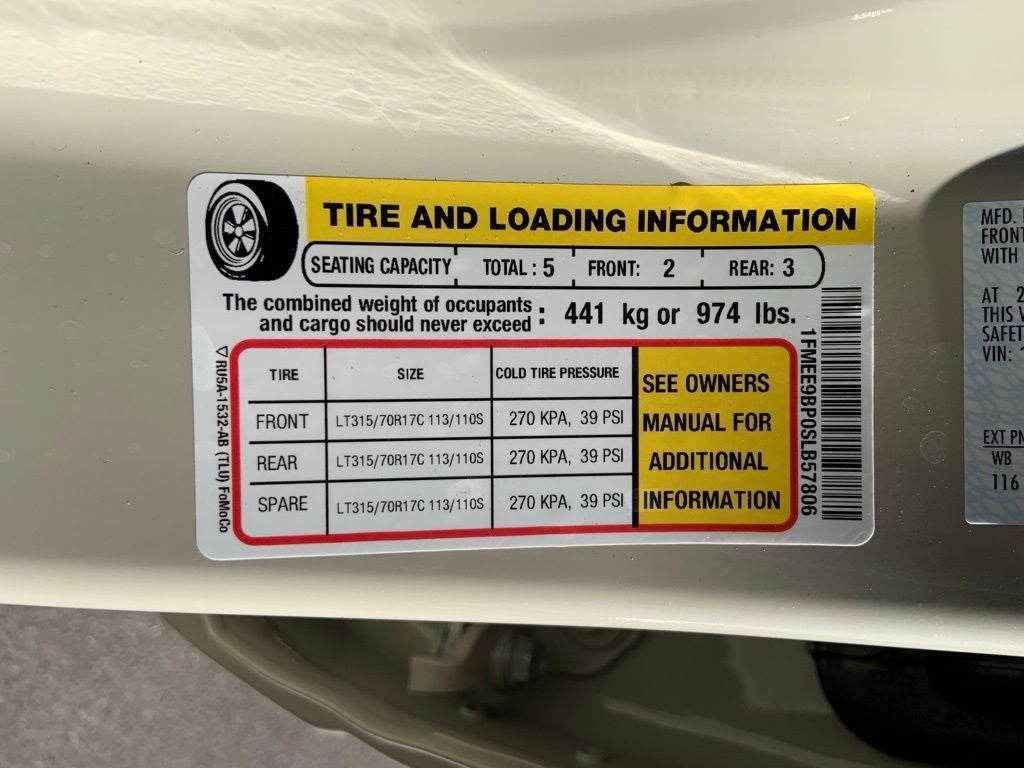 TIRE AND LOADING INFORMATION
SEATING CAPACITY TOTAL : 5 FRONT: 2 REAR: 3
The combined weight of occupants
and cargo should never exceed : 441 kg or 974 lbs.
TIRE SIZE COLD TIRE PRESSURE
FRONT LT315/70R17C 113/110S 270 KPA, 39 PSI
REAR LT315/70R17C 113/110S 270 KPA, 39 PSI
SPARE LT315/70R17C 113/110S 270 KPA, 39 PSI
SEE OWNERS
MANUAL FOR
ADDITIONAL
INFORMATION
▽RU5A-1532-AB (TLU) FoMoCo
1FMEE9BP0SLB57806
MFD.
FRONT
WITH
AT 2
THIS V
SAFET
VIN:
EXT PN
WB
116